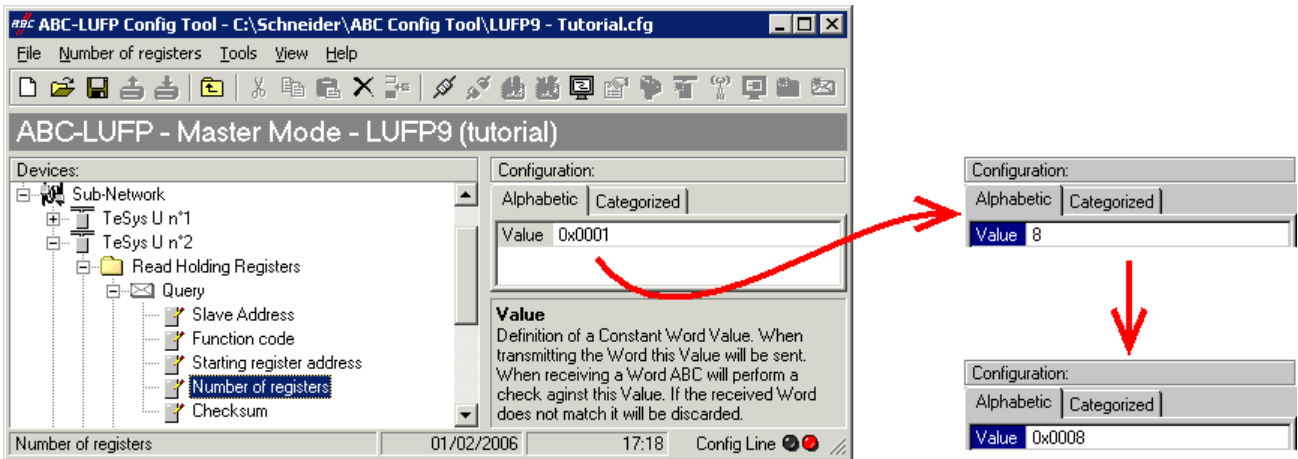 ABC-LUFP Config Tool - C:\Schneider\ABC Config Tool\LUFP9 - Tutorial.cfg
File Number of registers Tools View Help
ABC-LUFP - Master Mode - LUFP9 (tutorial)
Devices:
Sub-Network
TeSys U n°1
TeSys U n°2
Read Holding Registers
Query
Slave Address
Function code
Starting register address
Number of registers
Checksum
Configuration:
Alphabetic Categorized
Value 0x0001
Value
Definition of a Constant Word Value. When
transmitting the Word this Value will be sent.
When receiving a Word ABC will perform a
check aginst this Value. If the received Word
does not match it will be discarded.
Number of registers 01/02/2006 17:18 Config Line
Configuration:
Alphabetic Categorized
Value 8
Configuration:
Alphabetic Categorized
Value 0x0008